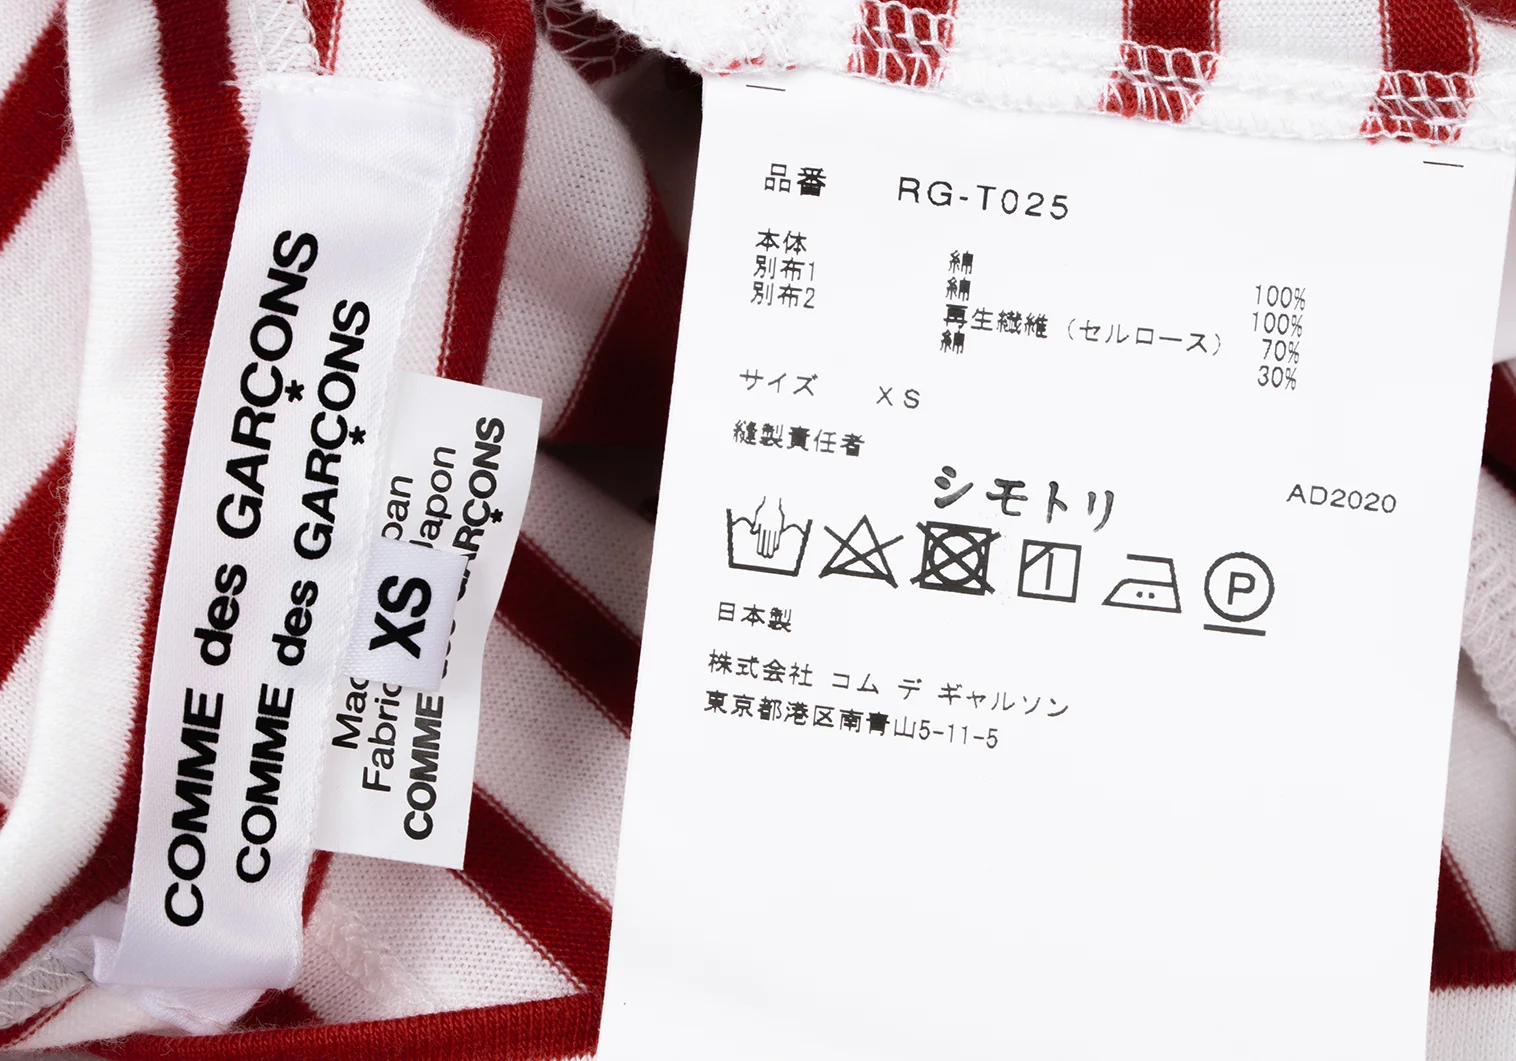 COMME des GARÇONS
COMME des GARÇONS
XS
COMME
GARÇONS
品番 RG-T025
本体 綿 100%
別布1 綿 100%
別布2 再生繊維(セルロース) 70%
綿 30%
サイズ XS
縫製責任者
シモトリ
AD2020
P
日本製
株式会社 コム デ ギャルソン
東京都港区南青山5-11-5